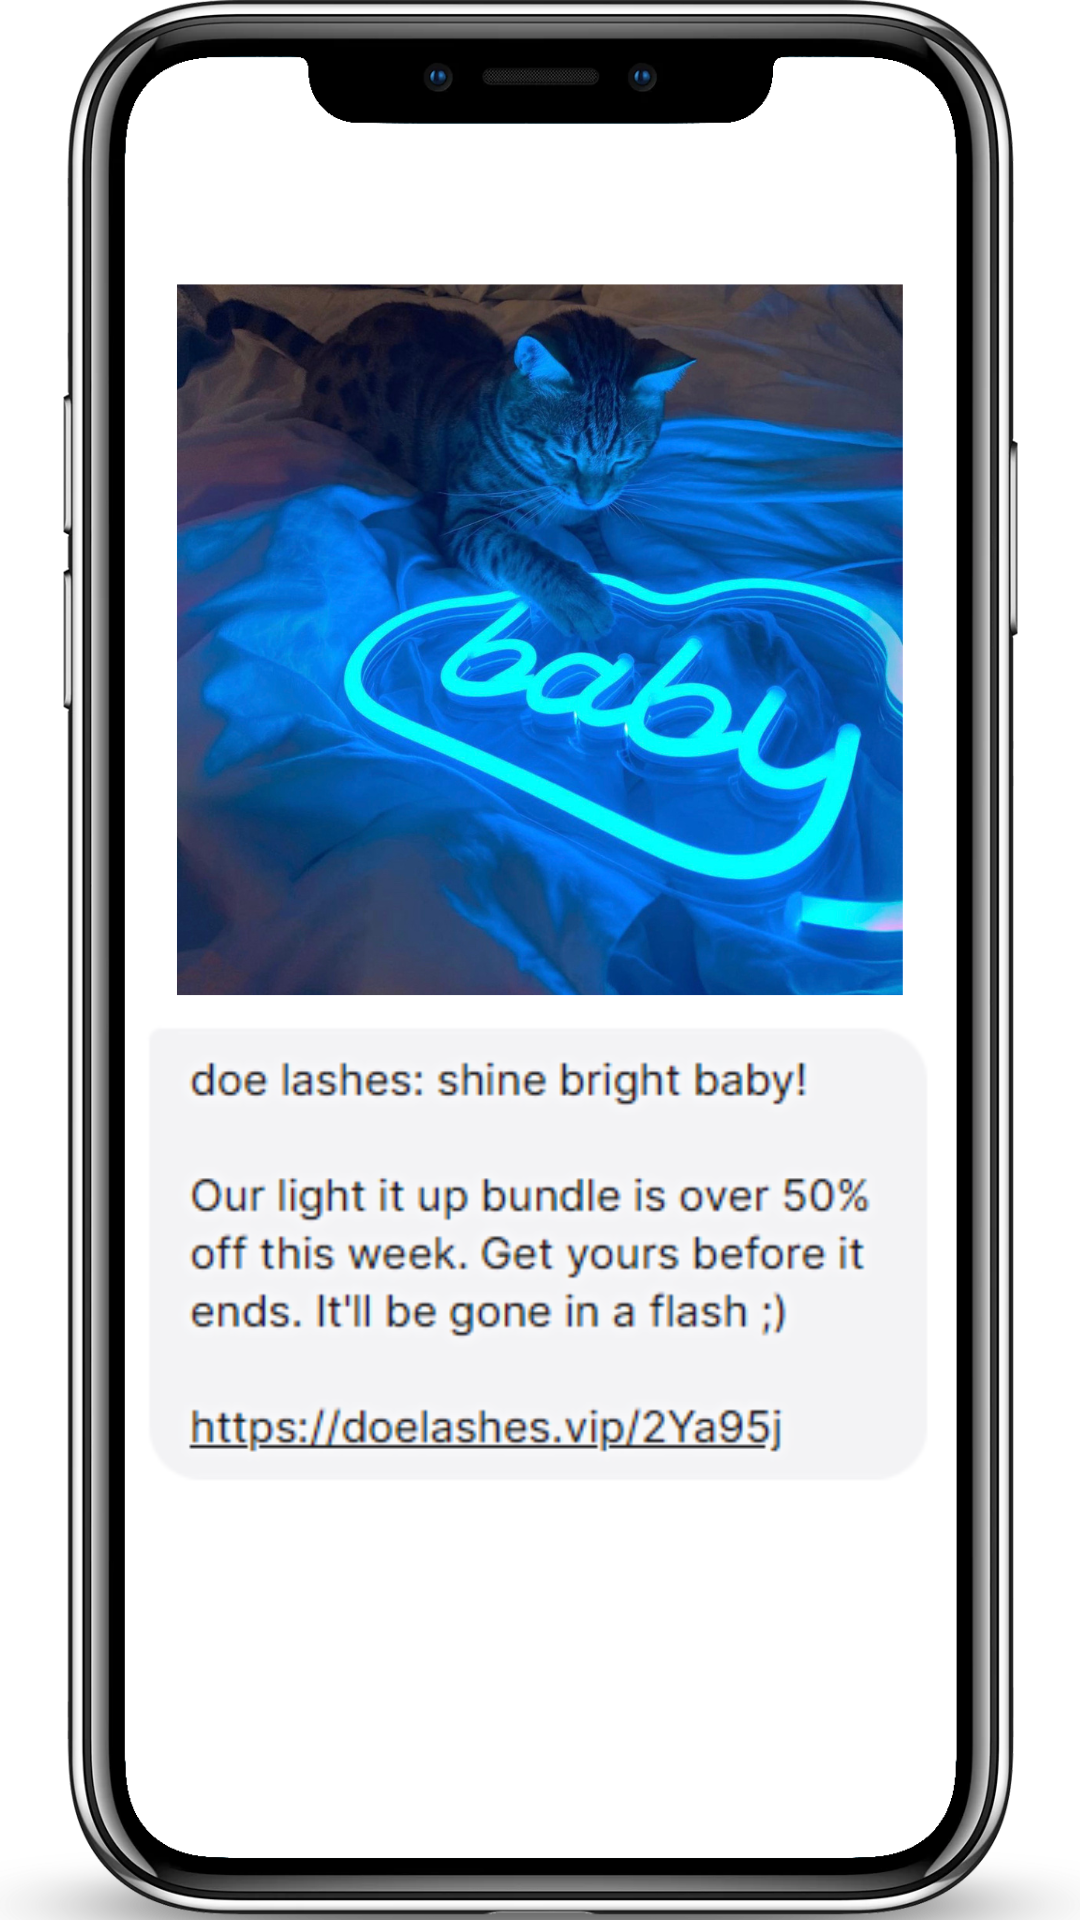 baby
doe lashes: shine bright baby!
Our light it up bundle is over 50%
off this week. Get yours before it
ends. It'll be gone in a flash ;)
https://doelashes.vip/2Ya95j